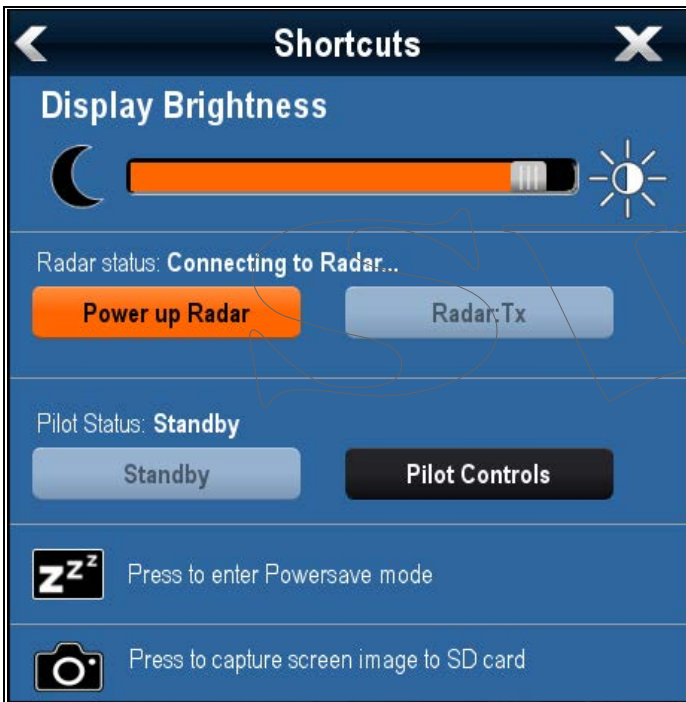 Shortcuts
Display Brightness
Radar status: Connecting to Radar...
Power up Radar Radar:Tx
Pilot Status: Standby
Standby Pilot Controls
zzz Press to enter Powersave mode
Press to capture screen image to SD card